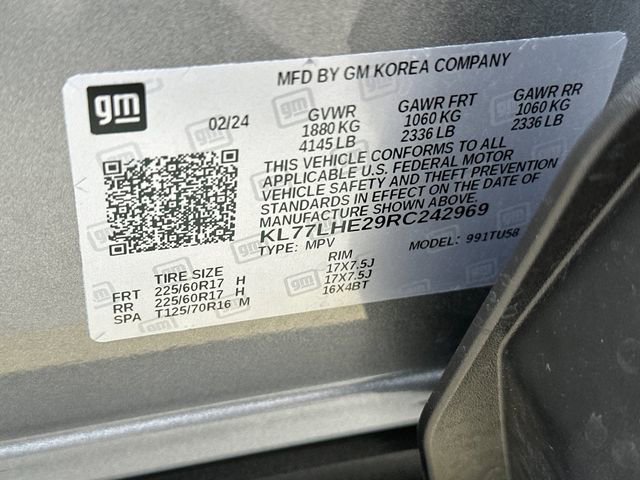 MFD BY GM KOREA COMPANY
gm
02/24
GVWR GAWR FRT GAWR RR
1880 KG 1060 KG 1060 KG
4145 LB 2336 LB 2336 LB
THIS VEHICLE CONFORMS TO ALL
APPLICABLE U.S. FEDERAL MOTOR
VEHICLE SAFETY AND THEFT PREVENTION
STANDARDS IN EFFECT ON THE DATE OF
MANUFACTURE SHOWN ABOVE.
KL77LHE29RC242969
TYPE: MPV MODEL: 991TU58
TIRE SIZE RIM
FRT 225/60R17 H 17X7.5J
RR 225/60R17 H 17X7.5J
SPA T125/70R16 M 16X4BT